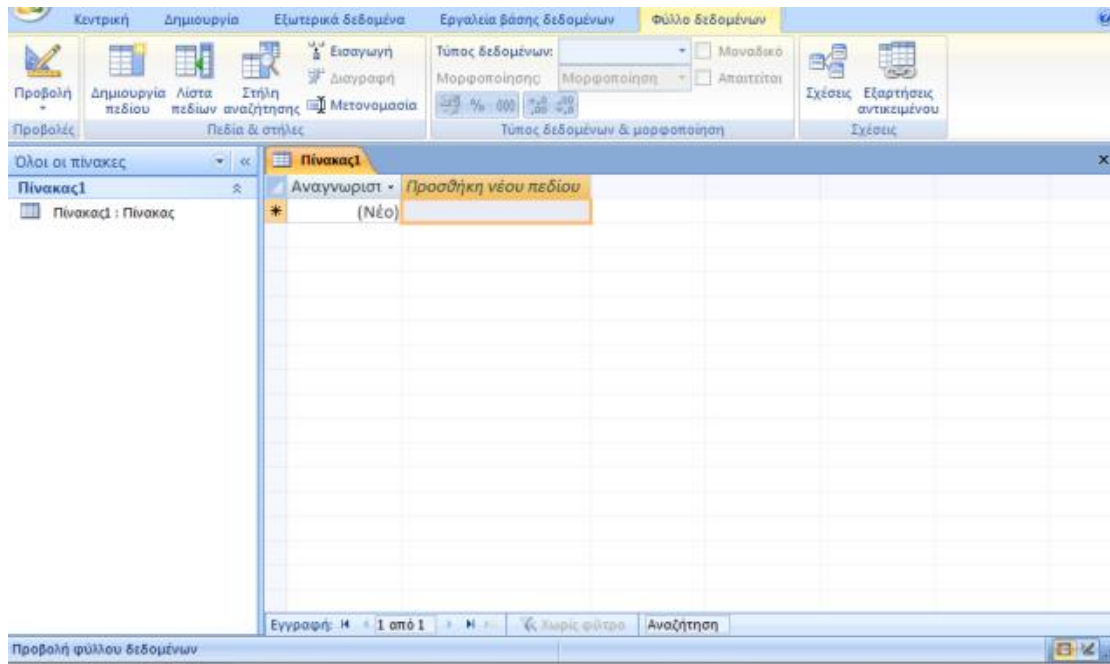 Κεντρική Δημιουργία Εξωτερικά δεδομένα Εργαλεία βάσης δεδομένων Φύλλο δεδομένων
Προβολή
Δημιουργία πεδίου
Λίστα πεδίων
Στήλη αναζήτησης
Εισαγωγή
Διαγραφή
Μετονομασία
Τύπος δεδομένων:
Μοναδικό
Μορφοποίησης: Μορφοποίηση
Απαιτείται
% 000
Σχέσεις
Εξαρτήσεις αντικειμένου
Προβολές Πεδία & στήλες Τύπος δεδομένων & μορφοποίηση Σχέσεις
Όλοι οι πίνακες
Πίνακας1
Πίνακας1 : Πίνακας
Πίνακας1
Αναγνωριστ Προσθήκη νέου πεδίου
(Νέο)
Εγγραφή: 1 από 1 Χωρίς φίλτρο Αναζήτηση
Προβολή φύλλου δεδομένων